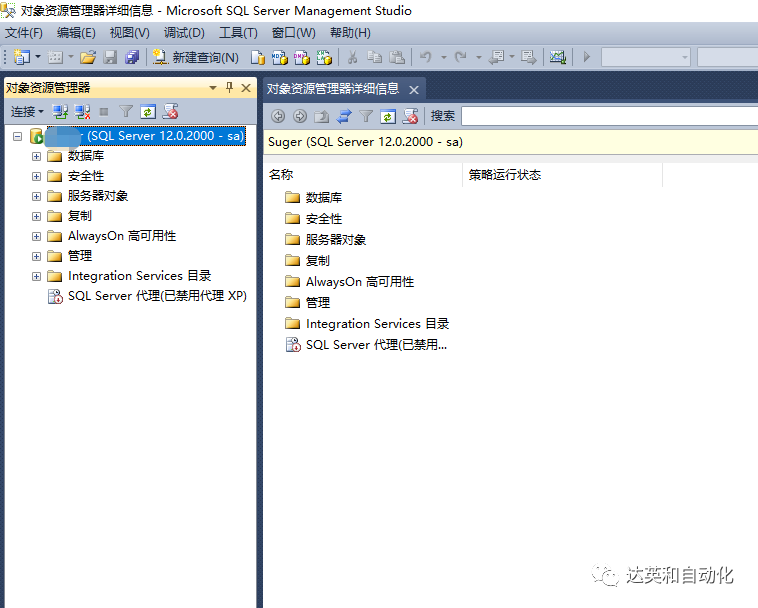 对象资源管理器详细信息 - Microsoft SQL Server Management Studio
文件(F) 编辑(E) 视图(V) 调试(D) 工具(T) 窗口(W) 帮助(H)
新建查询(N)
对象资源管理器
连接
(SQL Server 12.0.2000 - sa)
数据库
安全性
服务器对象
复制
AlwaysOn 高可用性
管理
Integration Services 目录
SQL Server 代理(已禁用代理 XP)
对象资源管理器详细信息
搜索
Suger (SQL Server 12.0.2000 - sa)
名称 策略运行状态
数据库
安全性
服务器对象
复制
AlwaysOn 高可用性
管理
Integration Services 目录
SQL Server 代理(已禁用...
达英和自动化